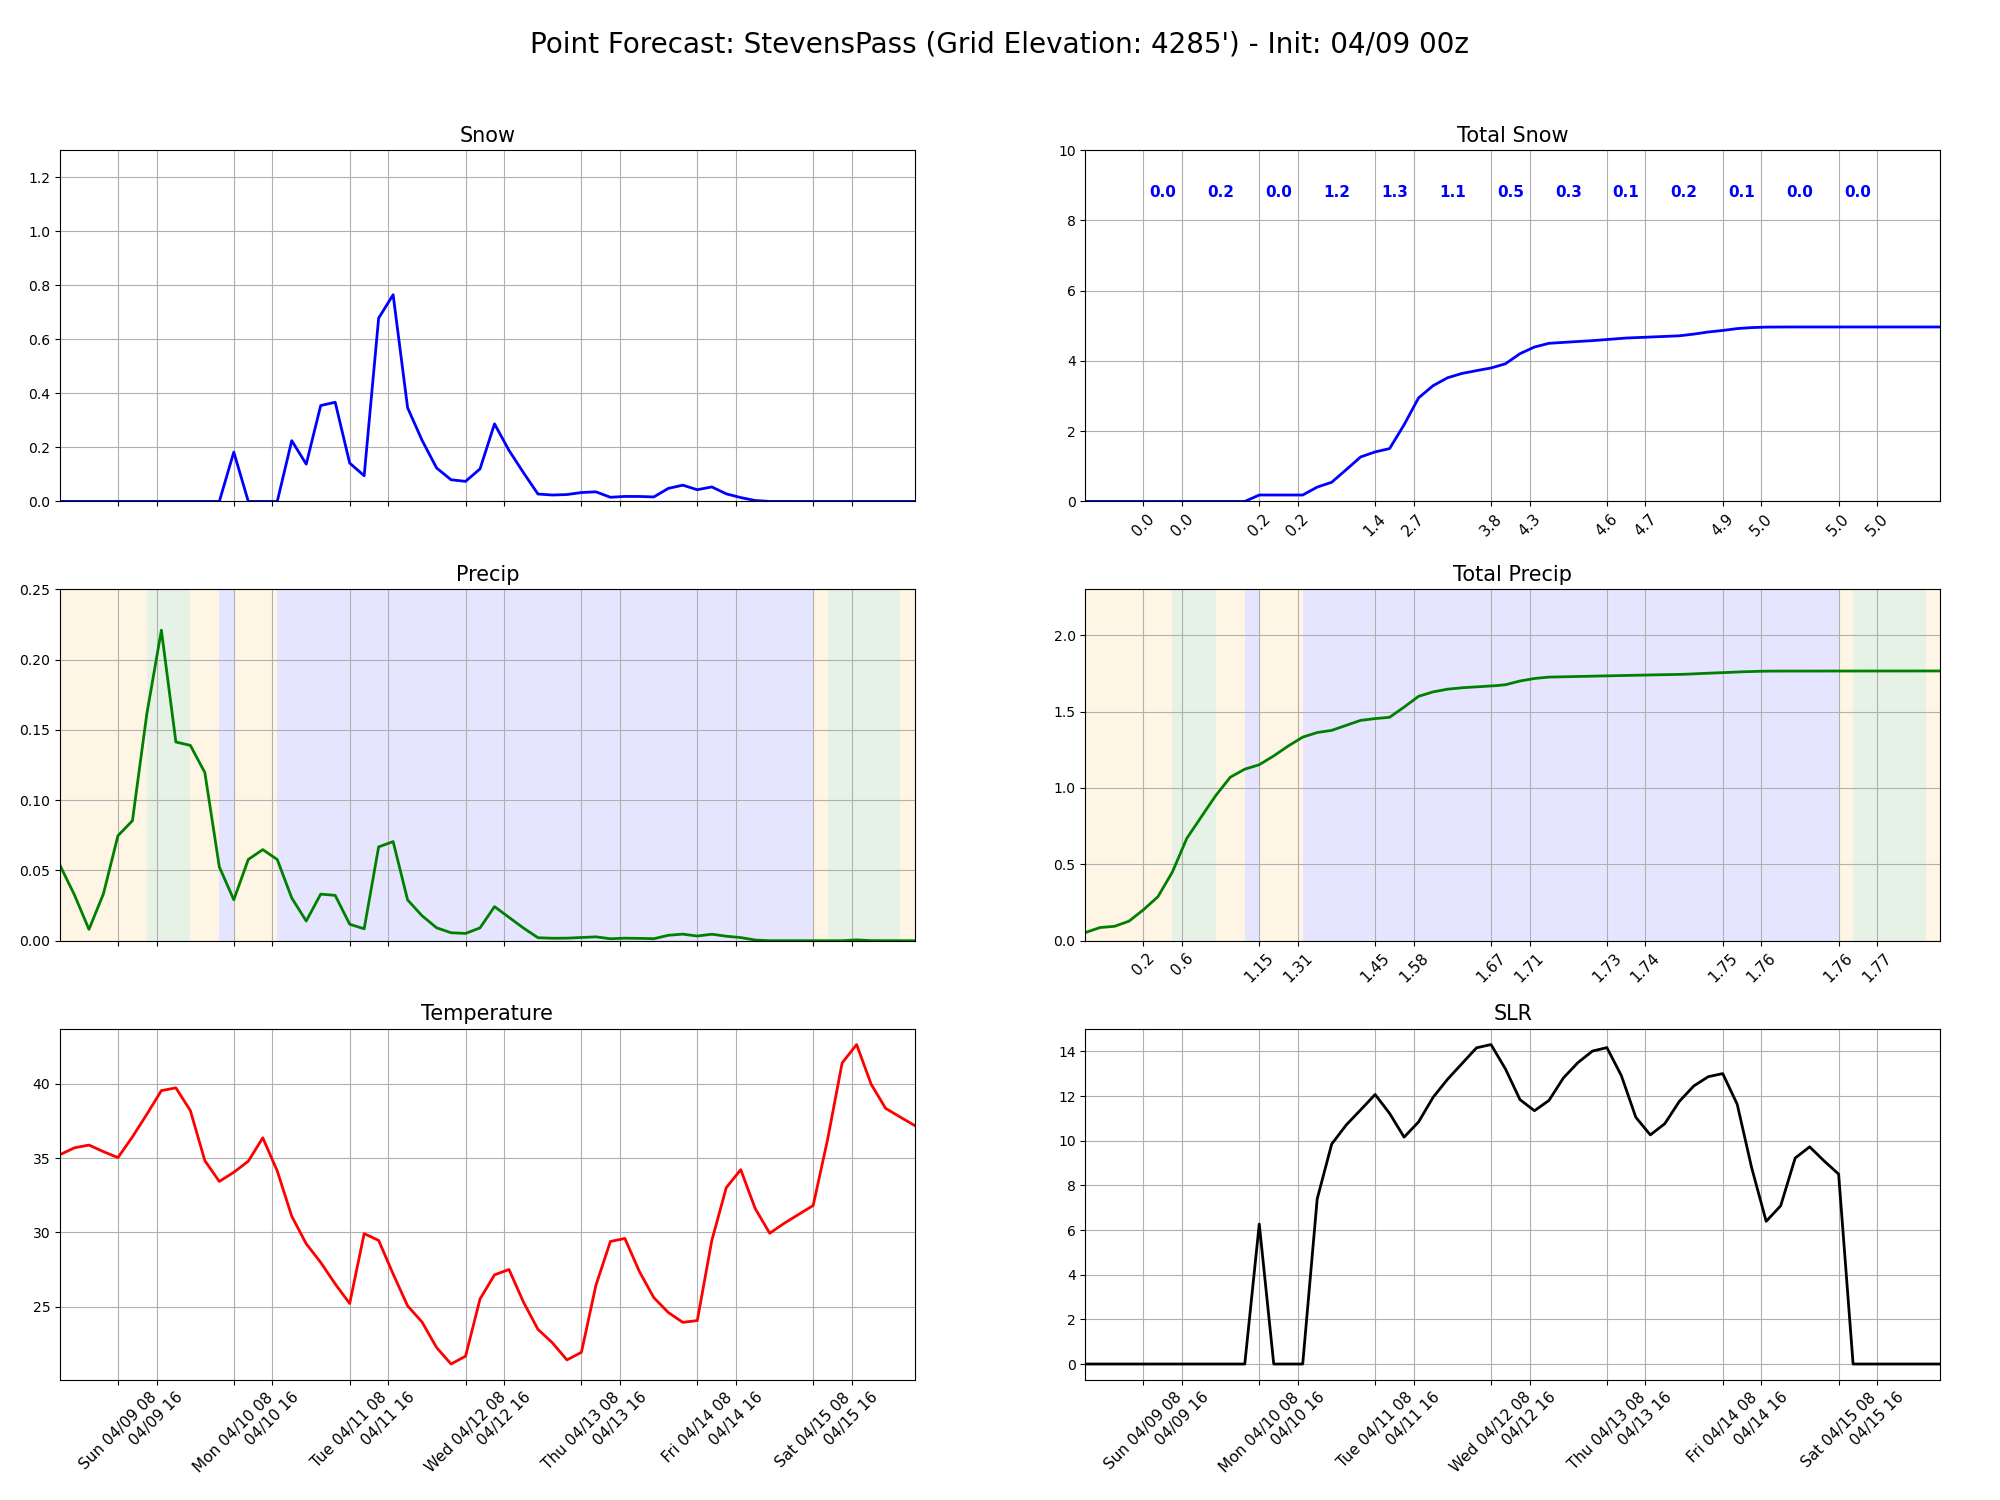 Point Forecast: StevensPass (Grid Elevation: 4285') - Init: 04/09 00z
Snow
1.2
1.0
0.8
0.6
0.4
0.2
0.0
Total Snow
10
8
6
4
2
0
0.0 0.2 0.0 1.2 1.3 1.1 0.5 0.3 0.1 0.2 0.1 0.0 0.0
0.0 0.0 0.2 0.2 1.4 2.7 3.8 4.3 4.6 4.7 4.9 5.0 5.0 5.0
Precip
0.25
0.20
0.15
0.10
0.05
0.00
Total Precip
2.0
1.5
1.0
0.5
0.0
0.2 0.6 1.15 1.31 1.45 1.58 1.67 1.71 1.73 1.74 1.75 1.76 1.76 1.77
Temperature
40
35
30
25
Sun 04/09 08
04/09 16
Mon 04/10 08
04/10 16
Tue 04/11 08
04/11 16
Wed 04/12 08
04/12 16
Thu 04/13 08
04/13 16
Fri 04/14 08
04/14 16
Sat 04/15 08
04/15 16
SLR
14
12
10
8
6
4
2
0
Sun 04/09 08
04/09 16
Mon 04/10 08
04/10 16
Tue 04/11 08
04/11 16
Wed 04/12 08
04/12 16
Thu 04/13 08
04/13 16
Fri 04/14 08
04/14 16
Sat 04/15 08
04/15 16